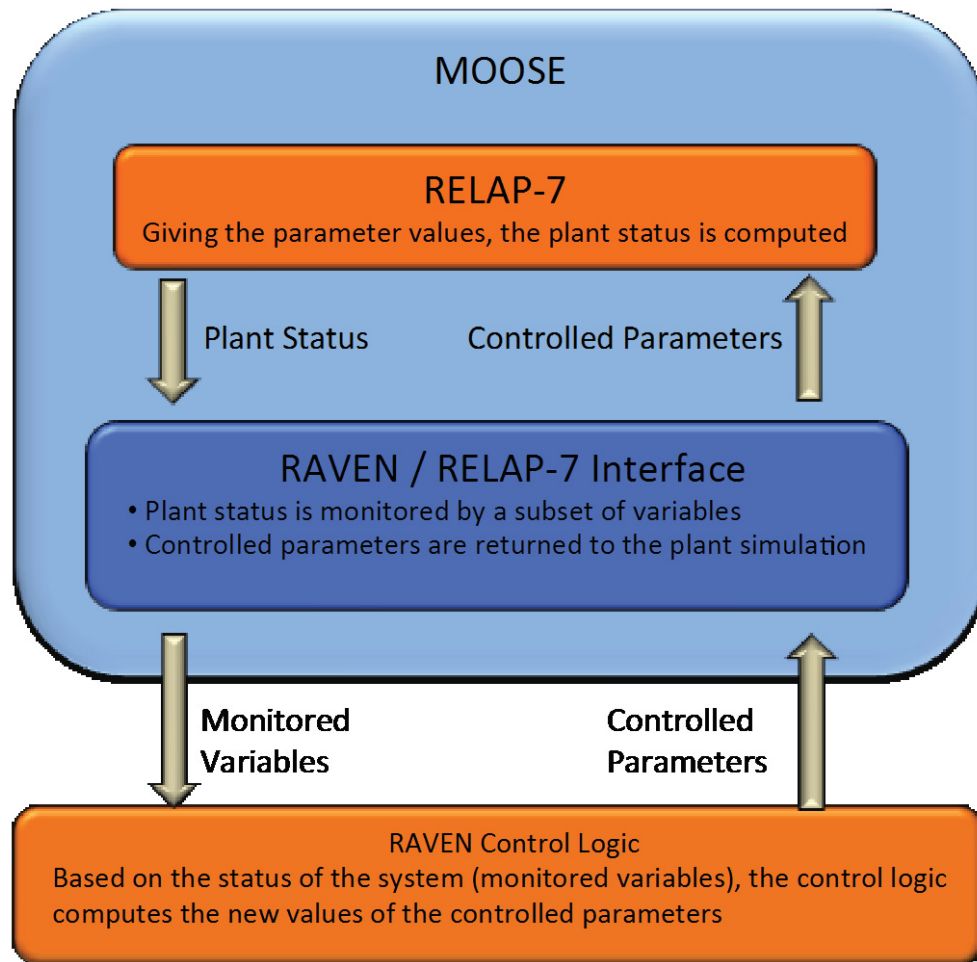 MOOSE
RELAP-7
Giving the parameter values, the plant status is computed
Plant Status
Controlled Parameters
RAVEN / RELAP-7 Interface
• Plant status is monitored by a subset of variables
• Controlled parameters are returned to the plant simulation
Monitored
Variables
Controlled
Parameters
RAVEN Control Logic
Based on the status of the system (monitored variables), the control logic
computes the new values of the controlled parameters